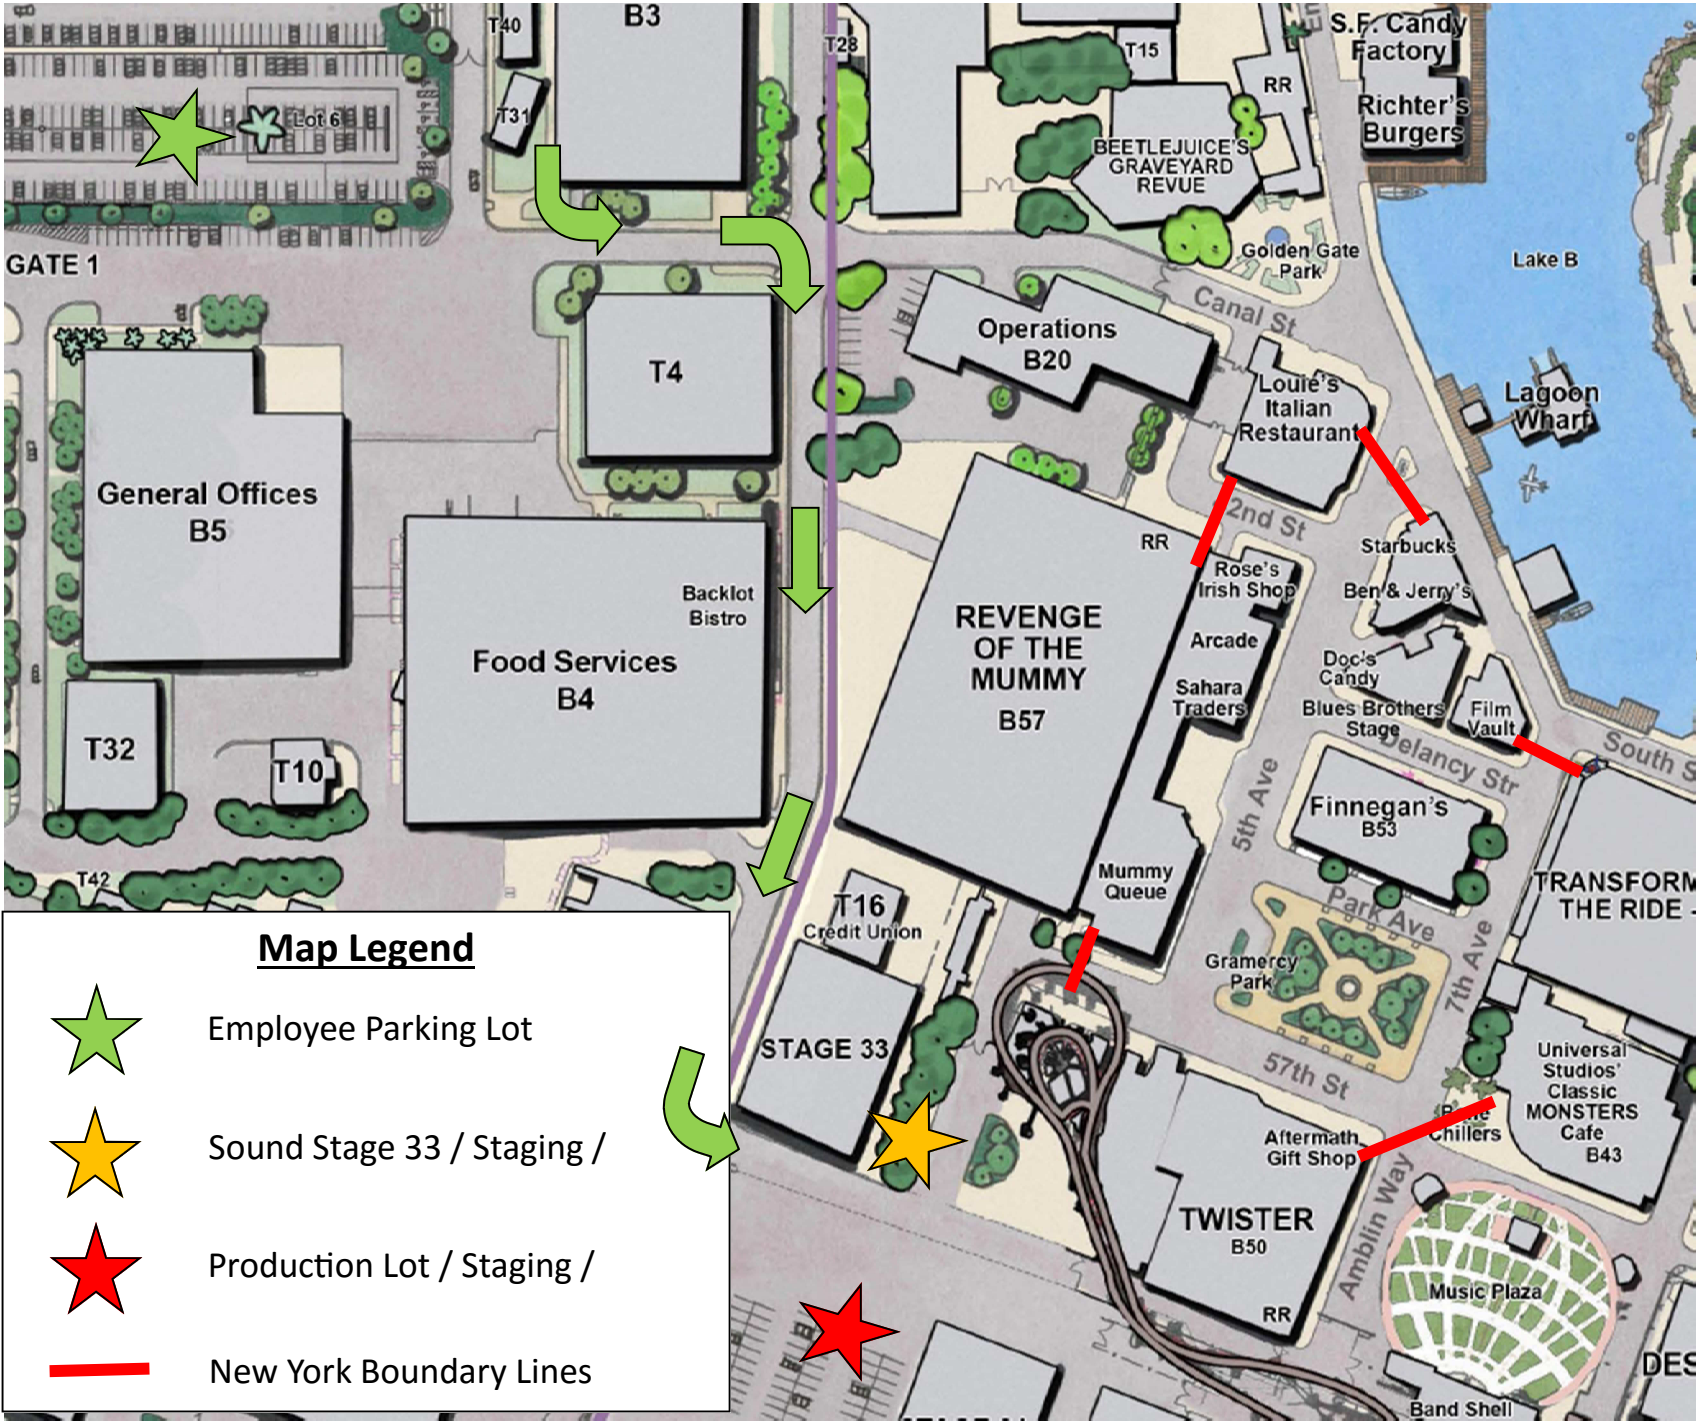 T40
B3
T28
T15
S.F. Candy
Factory
RR
T31
Lot 6
Richter's
Burgers
BEETLEJUICE'S
GRAVEYARD
REVUE
GATE 1
Golden Gate
Park
Lake B
Canal St
Operations
B20
T4
Louie's
Italian
Restaurant
Lagoon
Wharf
General Offices
B5
2nd St
RR
Starbucks
Rose's
Irish Shop
Ben & Jerry's
Backlot
Bistro
REVENGE
OF THE
MUMMY
B57
Arcade
Food Services
B4
Doc's
Candy
Sahara
Traders
Blues Brothers
Stage
Film
Vault
Delancy Str
South S
T32
T10
5th Ave
Finnegan's
B53
T42
Mummy
Queue
TRANSFORM
THE RIDE -
T16
Credit Union
Park Ave
7th Ave
Gramercy
Park
STAGE 33
57th St
Universal
Studios'
Classic
MONSTERS
Cafe
B43
Chillers
Aftermath
Gift Shop
Amblin Way
TWISTER
B50
RR
Music Plaza
DES
Band Shell
Map Legend
Employee Parking Lot
Sound Stage 33 / Staging /
Production Lot / Staging /
New York Boundary Lines